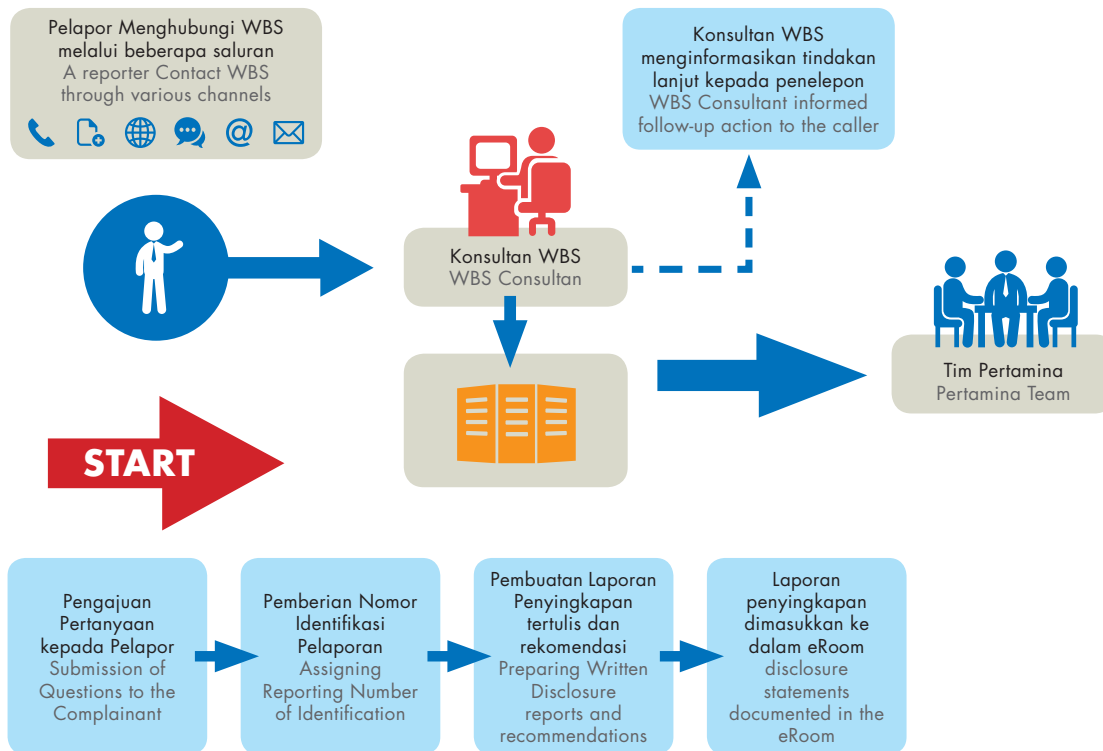 Pelapor Menghubungi WBS
melalui beberapa saluran
A reporter Contact WBS
through various channels
Konsultan WBS
menginformasikan tindakan
lanjut kepada penelepon
WBS Consultant informed
follow-up action to the caller
Konsultan WBS
WBS Consultan
Tim Pertamina
Pertamina Team
START
Pengajuan
Pertanyaan
kepada Pelapor
Submission of
Questions to the
Complainant
Pemberian Nomor
Identifikasi
Pelaporan
Assigning
Reporting Number
of Identification
Pembuatan Laporan
Penyingkapan
tertulis dan
rekomendasi
Preparing Written
Disclosure
reports and
recommendations
Laporan
penyingkapan
dimasukkan ke
dalam eRoom
disclosure
statements
documented in the
eRoom